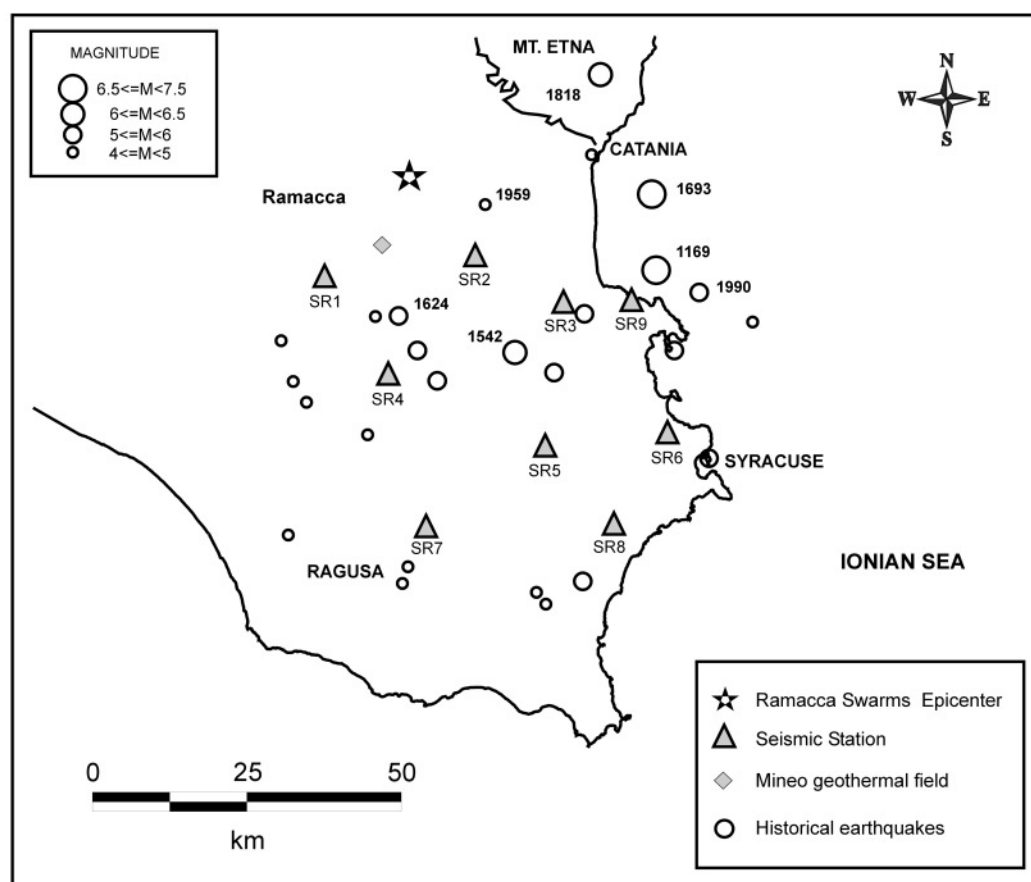 MAGNITUDE
6.5<=M<7.5
6<=M<6.5
5<=M<6
4<=M<5
MT. ETNA
1818
N
W E
S
CATANIA
Ramacca
1959
1693
SR2
1169
SR1
1990
1624
SR3
SR9
1542
SR4
SR5
SR6
SYRACUSE
SR7
SR8
RAGUSA
IONIAN SEA
0 25 50
km
Ramacca Swarms Epicenter
Seismic Station
Mineo geothermal field
Historical earthquakes